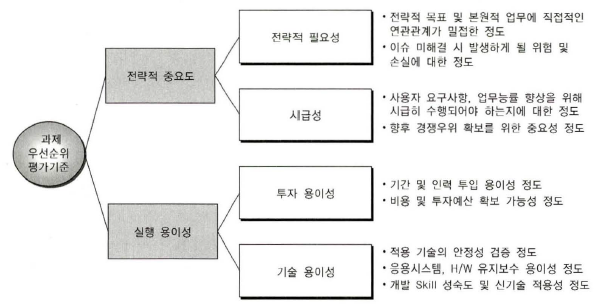 과제
우선순위
평가기준
전략적 중요도
전략적 필요성
• 전략적 목표 및 본원적 업무에 직접적인
연관관계가 밀접한 정도
• 이슈 미해결 시 발생하게 될 위험 및
손실에 대한 정도
시급성
• 사용자 요구사항, 업무능률 향상을 위해
시급히 수행되어야 하는지에 대한 정도
• 향후 경쟁우위 확보를 위한 중요성 정도
실행 용이성
투자 용이성
• 기간 및 인력 투입 용이성 정도
• 비용 및 투자예산 확보 가능성 정도
기술 용이성
• 적용 기술의 안정성 검증 정도
• 응용시스템, H/W 유지보수 용이성 정도
• 개발 Skill 성숙도 및 신기술 적용성 정도